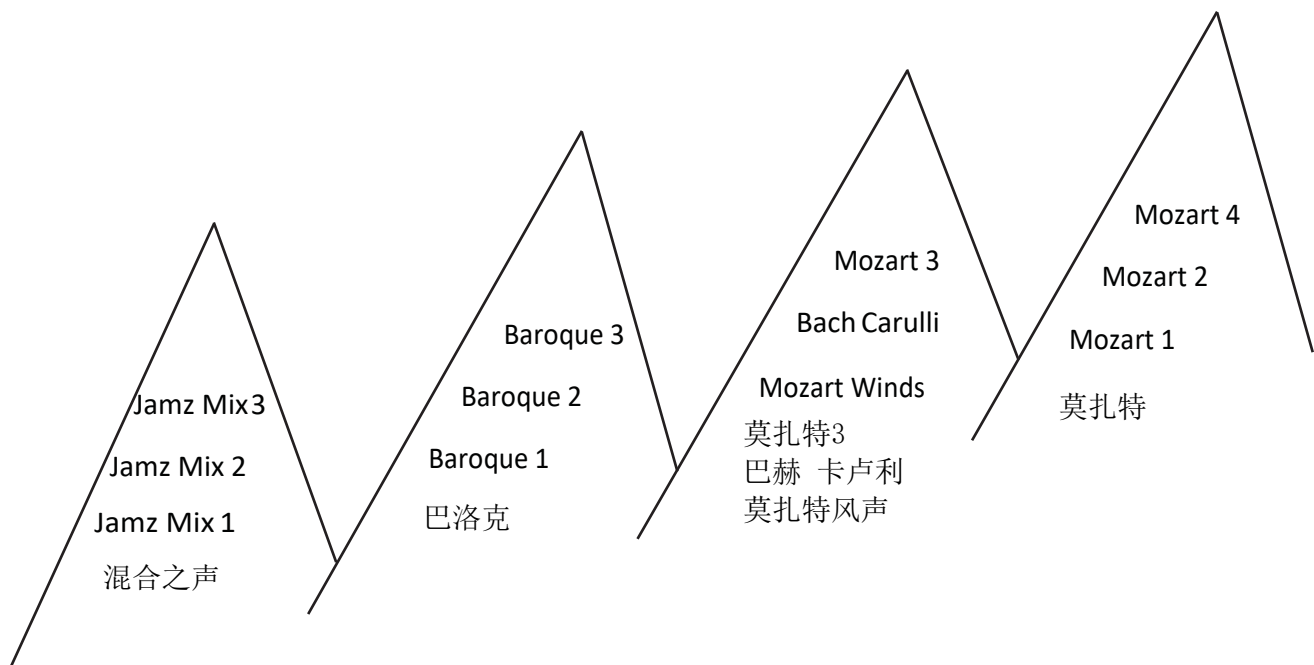 Jamz Mix 3
Jamz Mix 2
Jamz Mix 1
混合之声
Baroque 3
Baroque 2
Baroque 1
巴洛克
Mozart 3
Bach Carulli
Mozart Winds
莫扎特3
巴赫 卡卢利
莫扎特风声
Mozart 4
Mozart 2
Mozart 1
莫扎特